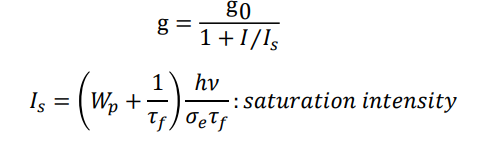 g = g0 / (1 + I/Is)
Is = (Wp + 1/τf) hν/(σeτf) : saturation intensity